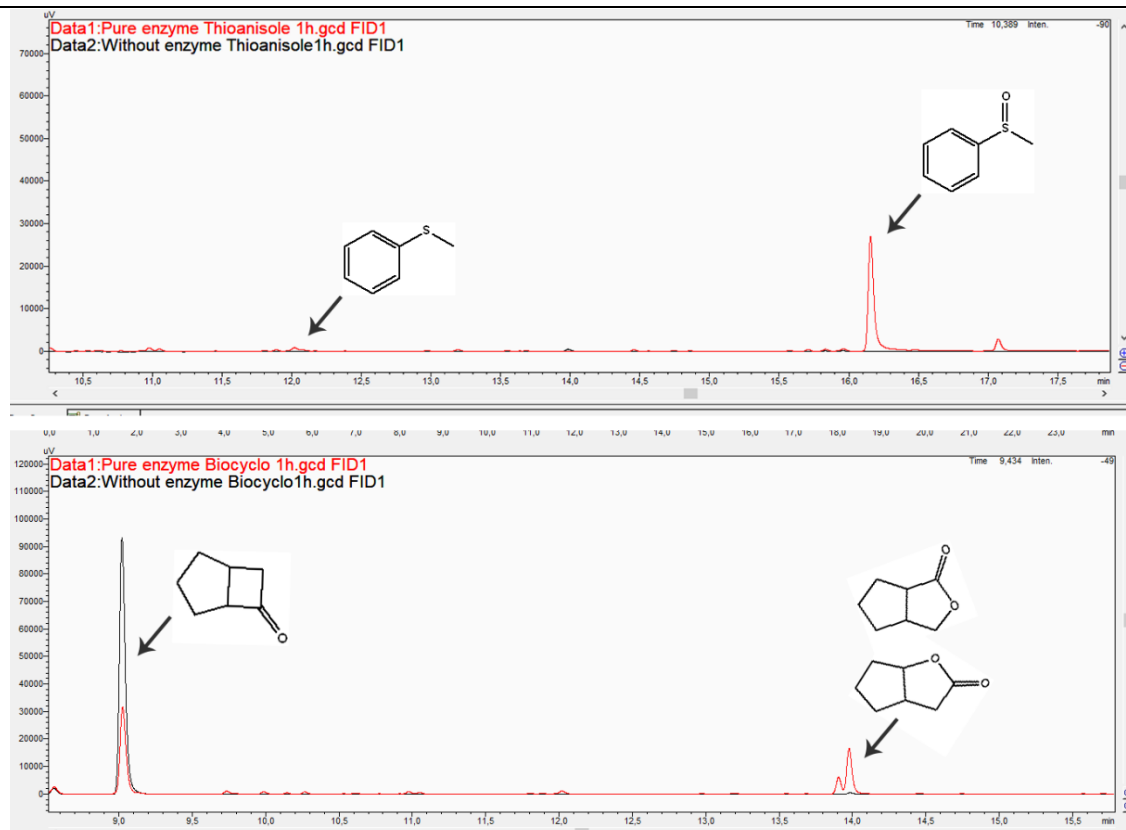 uV
Data1:Pure enzyme Thioanisole 1h.gcd FID1
Time 10,389 Inten. -90
Data2:Without enzyme Thioanisole1h.gcd FID1
70000
60000
50000
40000
30000
20000
10000
0
O
S
S
10,5 11,0 11,5 12,0 12,5 13,0 13,5 14,0 14,5 15,0 15,5 16,0 16,5 17,0 17,5 min
0,0 1,0 2,0 3,0 4,0 5,0 6,0 7,0 8,0 9,0 10,0 11,0 12,0 13,0 14,0 15,0 16,0 17,0 18,0 19,0 20,0 21,0 22,0 23,0 min
uV
120000
Data1:Pure enzyme Biocyclo 1h.gcd FID1
Time 9,434 Inten. -49
Data2:Without enzyme Biocyclo1h.gcd FID1
110000
100000
90000
80000
70000
60000
50000
40000
30000
20000
10000
0
O
O
O
O
O
9,0 9,5 10,0 10,5 11,0 11,5 12,0 12,5 13,0 13,5 14,0 14,5 15,0 15,5 min